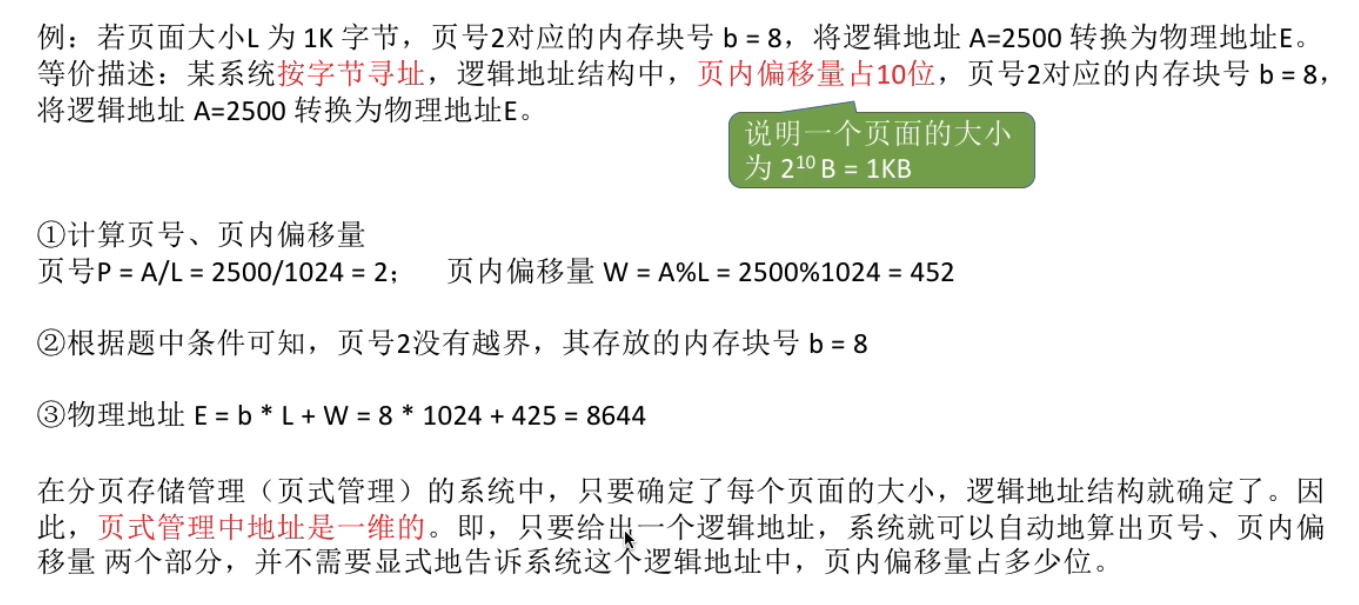 例：若页面大小L 为 1K 字节，页号2对应的内存块号 b = 8，将逻辑地址 A=2500 转换为物理地址E。
等价描述：某系统按字节寻址，逻辑地址结构中，页内偏移量占10位，页号2对应的内存块号 b = 8，
将逻辑地址 A=2500 转换为物理地址E。
说明一个页面的大小
为 2¹⁰ B = 1KB
①计算页号、页内偏移量
页号P = A/L = 2500/1024 = 2； 页内偏移量 W = A%L = 2500%1024 = 452
②根据题中条件可知，页号2没有越界，其存放的内存块号 b = 8
③物理地址 E = b * L + W = 8 * 1024 + 425 = 8644
在分页存储管理（页式管理）的系统中，只要确定了每个页面的大小，逻辑地址结构就确定了。因
此，页式管理中地址是一维的。即，只要给出一个逻辑地址，系统就可以自动地算出页号、页内偏
移量 两个部分，并不需要显式地告诉系统这个逻辑地址中，页内偏移量占多少位。